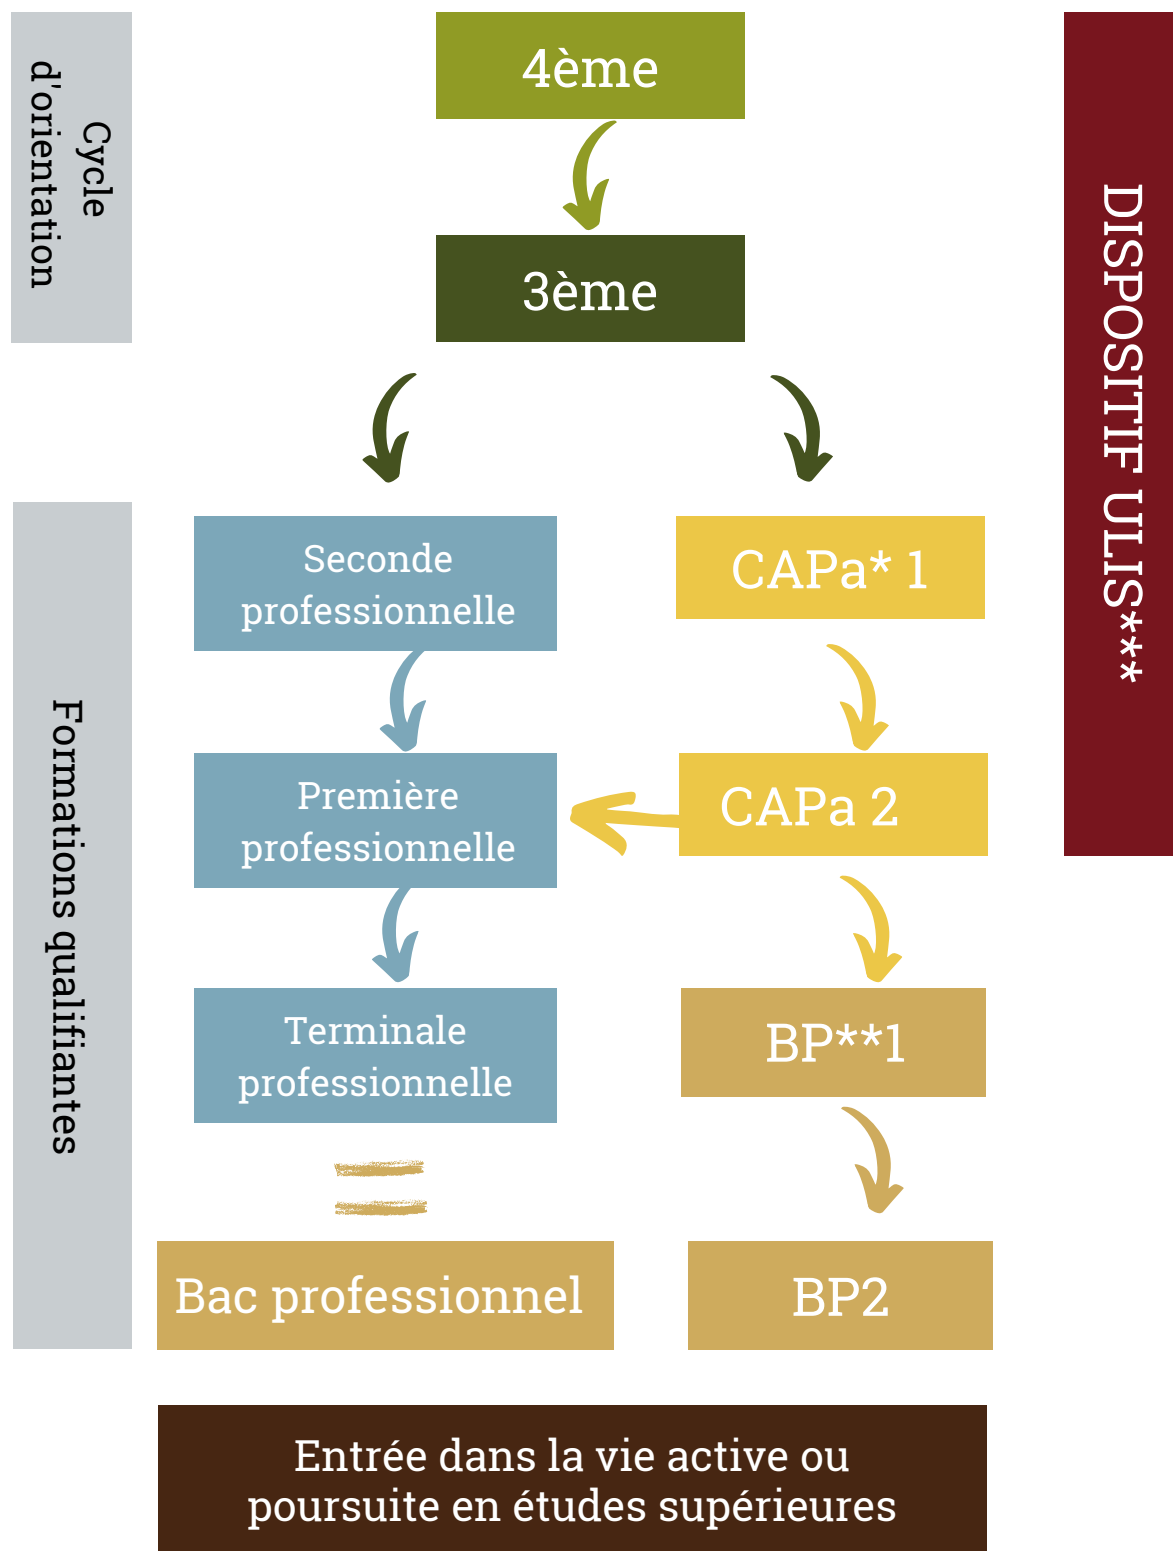 Cycle
d'orientation
4ème
3ème
DISPOSITIF ULIS***
Formations qualifiantes
Seconde
professionnelle
CAPa* 1
Première
professionnelle
CAPa 2
Terminale
professionnelle
BP**1
Bac professionnel
BP2
Entrée dans la vie active ou
poursuite en études supérieures